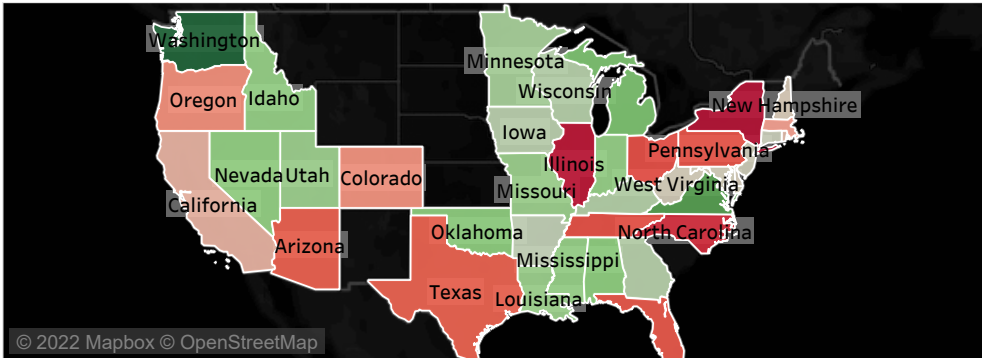 Washington
Minnesota
Wisconsin
Oregon
Idaho
New Hampshire
Iowa
Pennsylvania
Illinois
Nevada
Utah
Colorado
Missouri
West Virginia
California
Arizona
Oklahoma
North Carolina
Mississippi
Texas
Louisiana
© 2022 Mapbox © OpenStreetMap